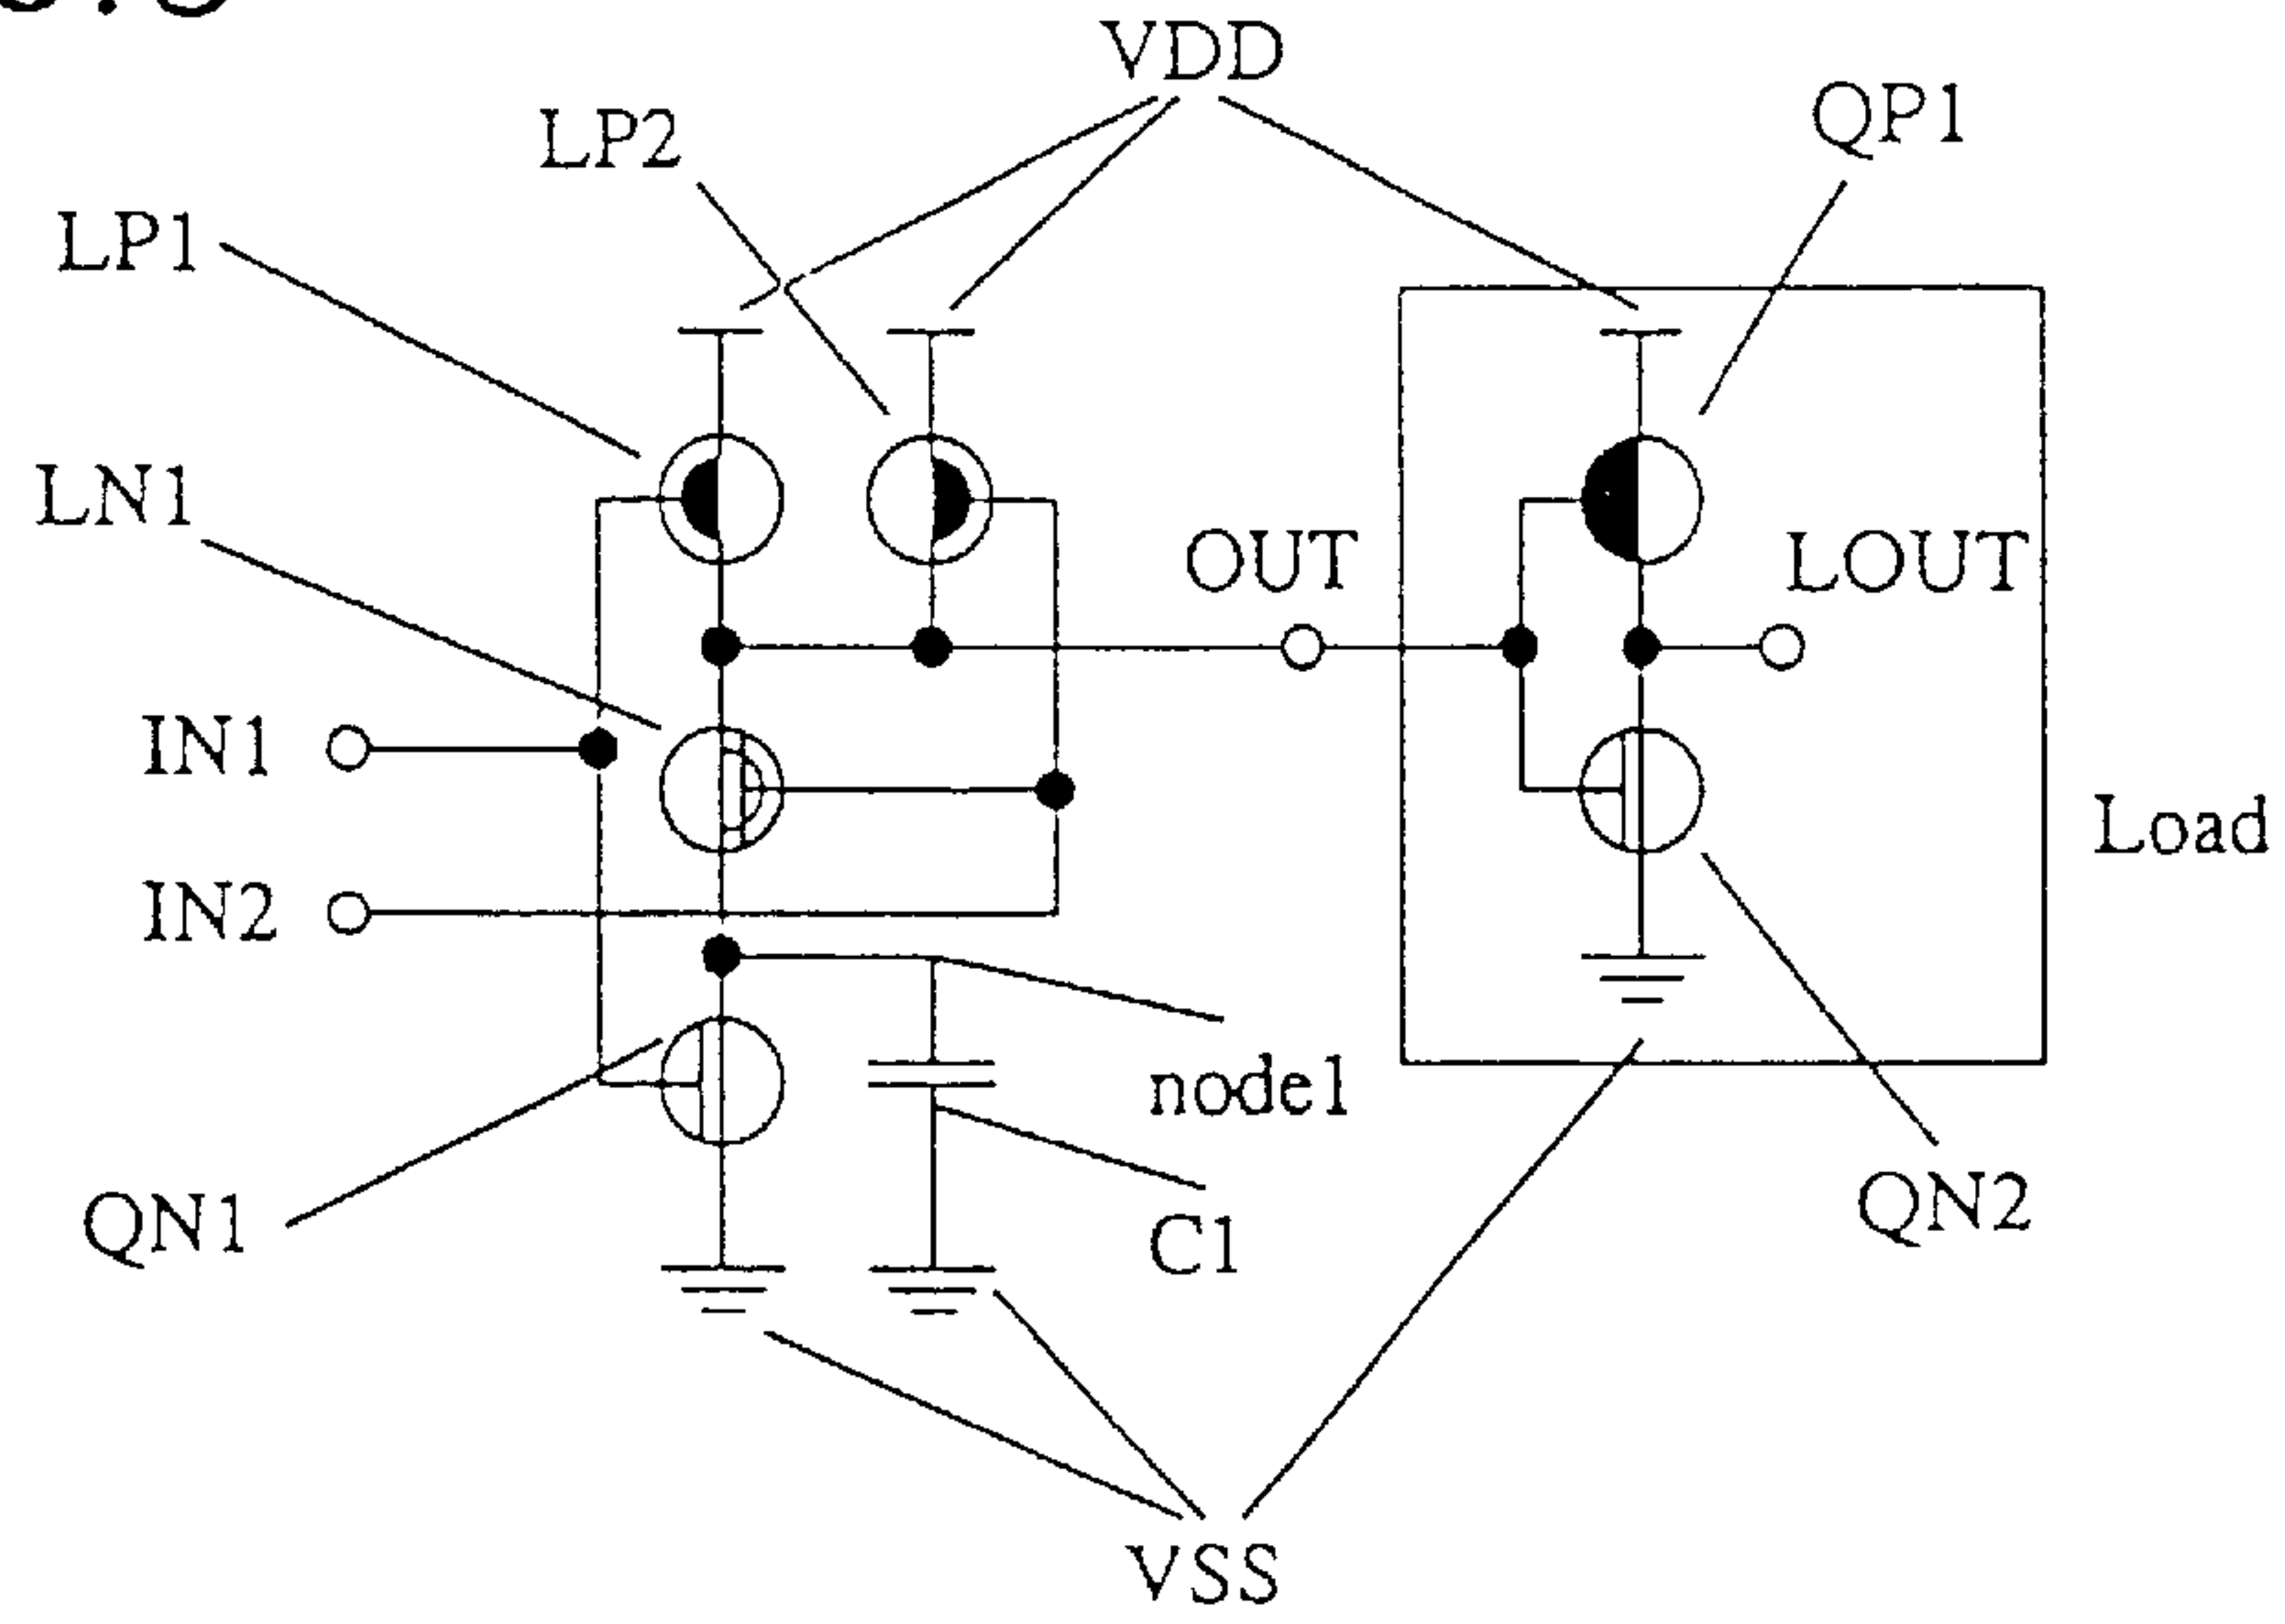 VDD
LP2
QP1
LP1
LN1
OUT
LOUT
IN1
Load
IN2
node1
QN1
C1
QN2
VSS